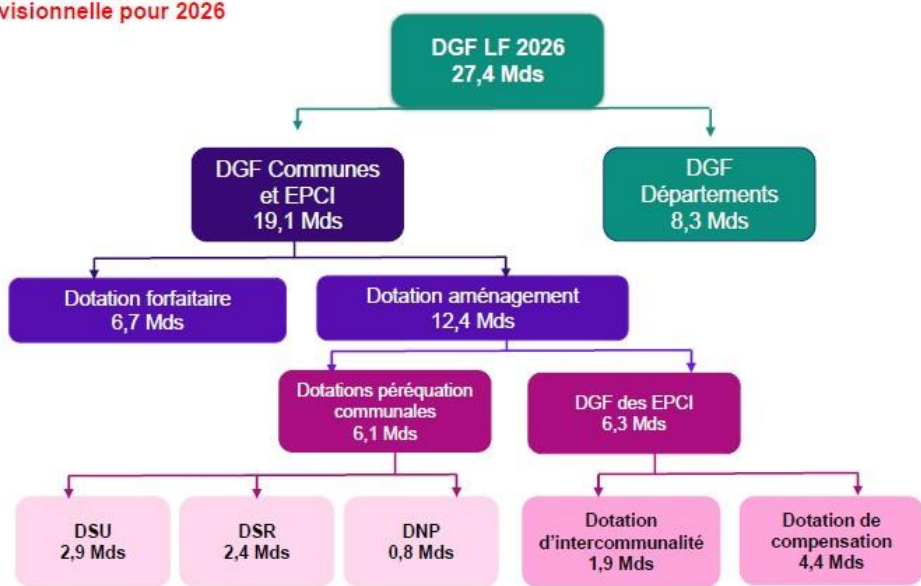 visionnelle pour 2026
DGF LF 2026
27,4 Mds
DGF Communes
et EPCI
19,1 Mds
DGF
Départements
8,3 Mds
Dotation forfaitaire
6,7 Mds
Dotation aménagement
12,4 Mds
Dotations péréquation
communales
6,1 Mds
DGF des EPCI
6,3 Mds
DSU
2,9 Mds
DSR
2,4 Mds
DNP
0,8 Mds
Dotation
d'intercommunalité
1,9 Mds
Dotation de
compensation
4,4 Mds